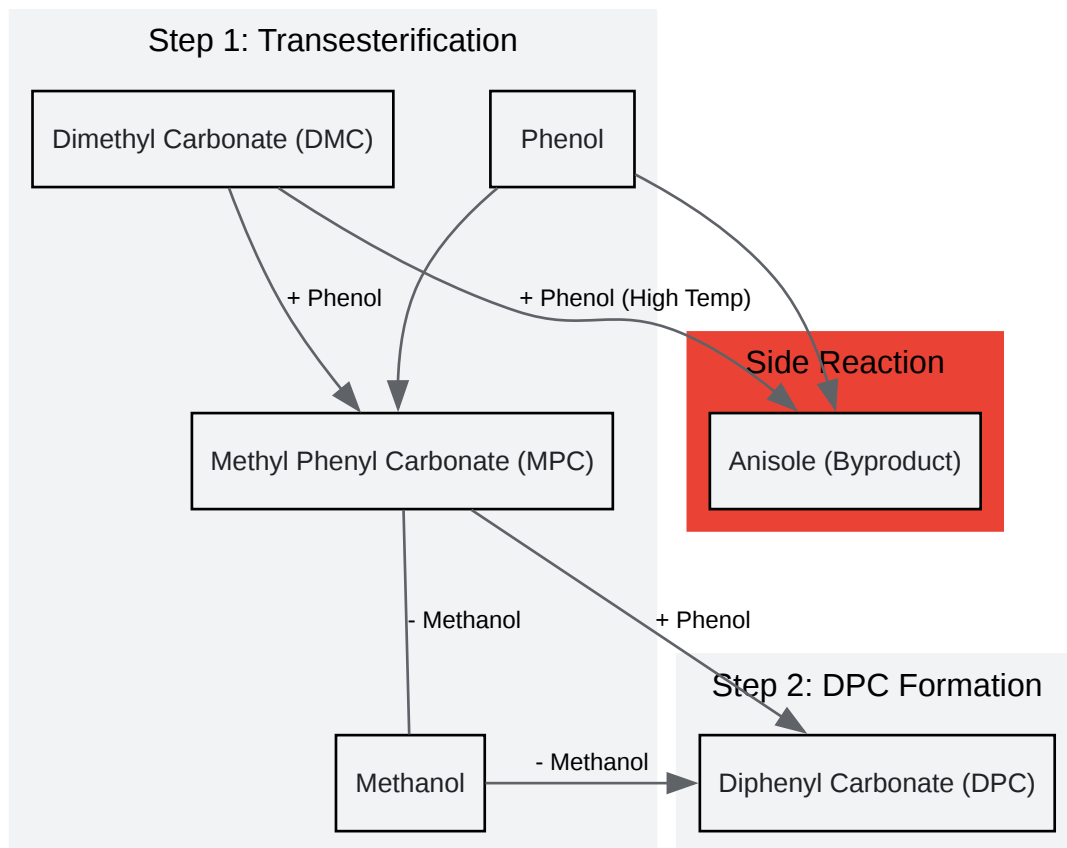 Step 1: Transesterification
Dimethyl Carbonate (DMC)
Phenol
+ Phenol
+ Phenol (High Temp)
Side Reaction
Methyl Phenyl Carbonate (MPC)
Anisole (Byproduct)
- Methanol
+ Phenol
Step 2: DPC Formation
- Methanol
Methanol
Diphenyl Carbonate (DPC)